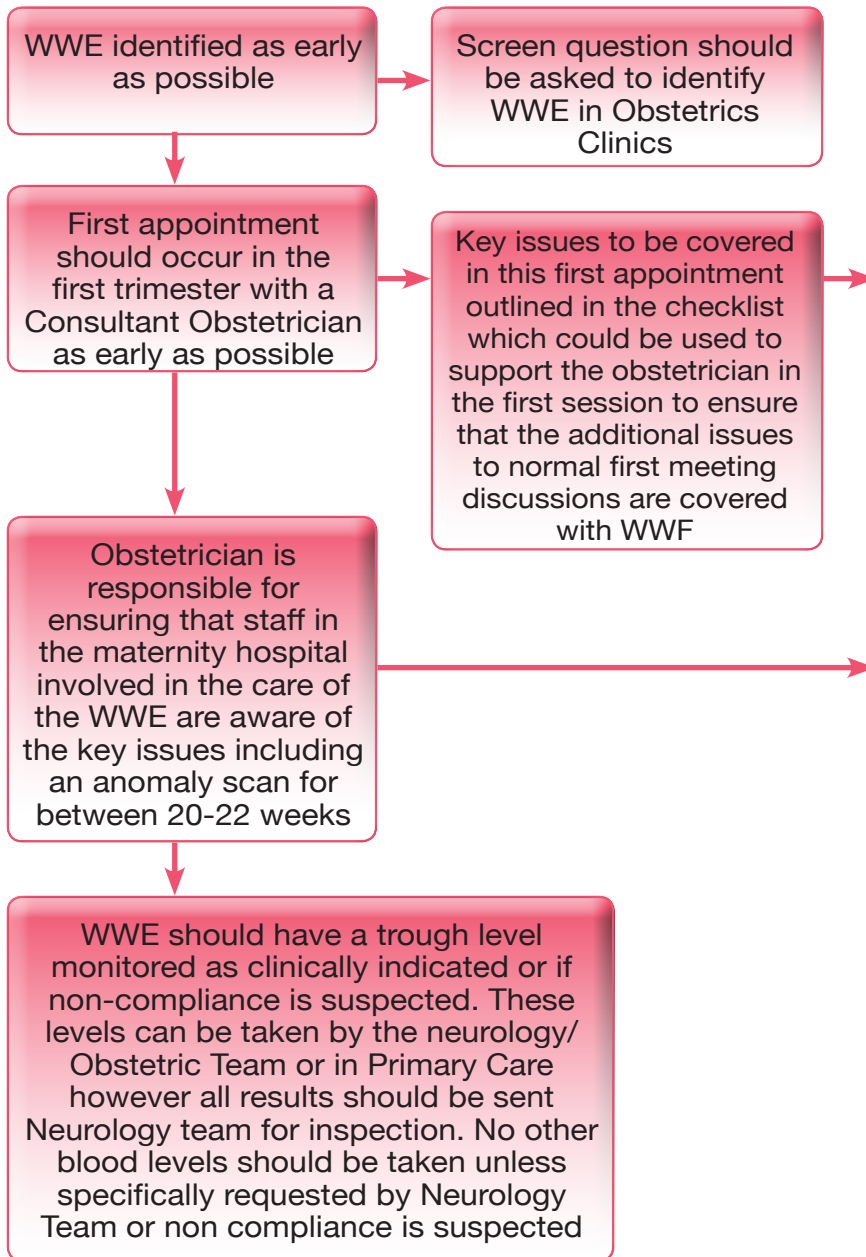 WWE identified as early
as possible
Screen question should
be asked to identify
WWE in Obstetrics
Clinics
First appointment
should occur in the
first trimester with a
Consultant Obstetrician
as early as possible
Key issues to be covered
in this first appointment
outlined in the checklist
which could be used to
support the obstetrician in
the first session to ensure
that the additional issues
to normal first meeting
discussions are covered
with WWF
Obstetrician is
responsible for
ensuring that staff in
the maternity hospital
involved in the care of
the WWE are aware of
the key issues including
an anomaly scan for
between 20-22 weeks
WWE should have a trough level
monitored as clinically indicated or if
non-compliance is suspected. These
levels can be taken by the neurology/
Obstetric Team or in Primary Care
however all results should be sent
Neurology team for inspection. No other
blood levels should be taken unless
specifically requested by Neurology
Team or non compliance is suspected